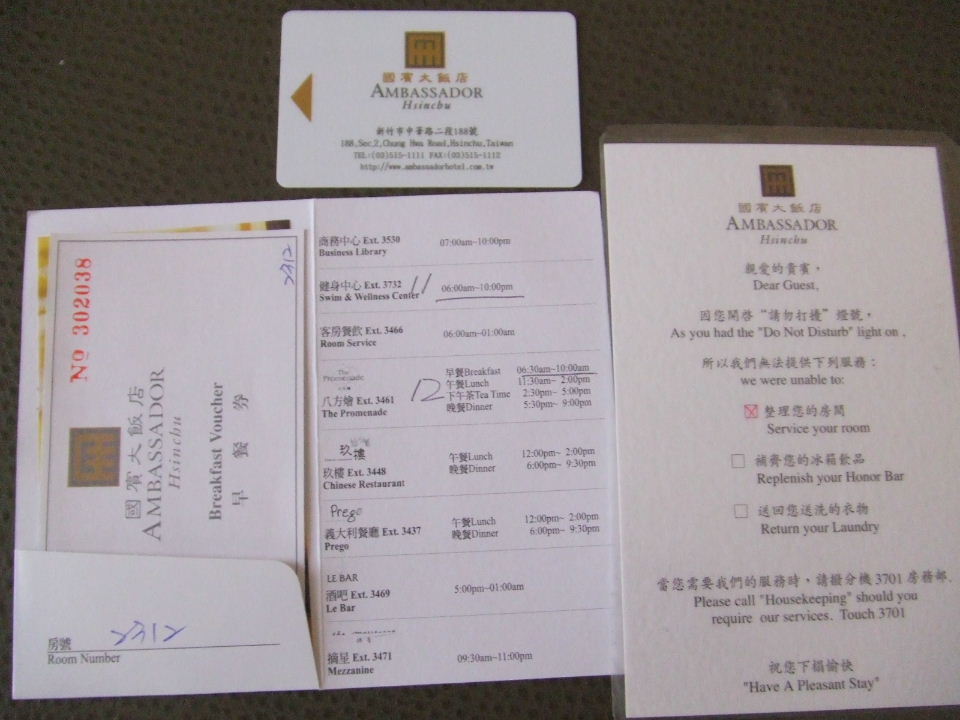 國賓大飯店
AMBASSADOR
Hsinchu
新竹市中華路二段188號
188,Sec.2,Chung Hwa Road,Hsinchu,Taiwan
TEL:(03)515-1111 FAX:(03)515-1112
http://www.ambassadorhotel.com.tw
2312
No 302038
國賓大飯店
AMBASSADOR
Hsinchu
Breakfast Voucher
早餐券
房號 2312
Room Number
商務中心 Ext. 3530 07:00am~10:00pm
Business Library
健身中心 Ext. 3732 11 06:00am~10:00pm
Swim & Wellness Center
客房餐飲 Ext. 3466 06:00am~01:00am
Room Service
The Promenade
早餐Breakfast 06:30am~10:00am
午餐Lunch 11:30am~ 2:00pm
八方燴 Ext. 3461 12 下午茶Tea Time 2:30pm~ 5:00pm
The Promenade 晚餐Dinner 5:30pm~ 9:00pm
玖樓
午餐Lunch 12:00pm~ 2:00pm
玖樓 Ext. 3448 晚餐Dinner 6:00pm~ 9:30pm
Chinese Restaurant
Prego
午餐Lunch 12:00pm~ 2:00pm
義大利餐廳 Ext. 3437 晚餐Dinner 6:00pm~ 9:30pm
Prego
LE BAR
酒吧 Ext. 3469 5:00pm~01:00am
Le Bar
摘星 Ext. 3471 09:30am~11:00pm
Mezzanine
國賓大飯店
AMBASSADOR
Hsinchu
親愛的貴賓，
Dear Guest,
因您開啓“請勿打擾”燈號，
As you had the "Do Not Disturb" light on ,
所以我們無法提供下列服務：
we were unable to:
☒ 整理您的房間
Service your room
□ 補齊您的冰箱飲品
Replenish your Honor Bar
□ 送回您送洗的衣物
Return your Laundry
當您需要我們的服務時，請撥分機 3701 房務部.
Please call "Housekeeping" should you
require our services. Touch 3701
祝您下榻愉快
"Have A Pleasant Stay"